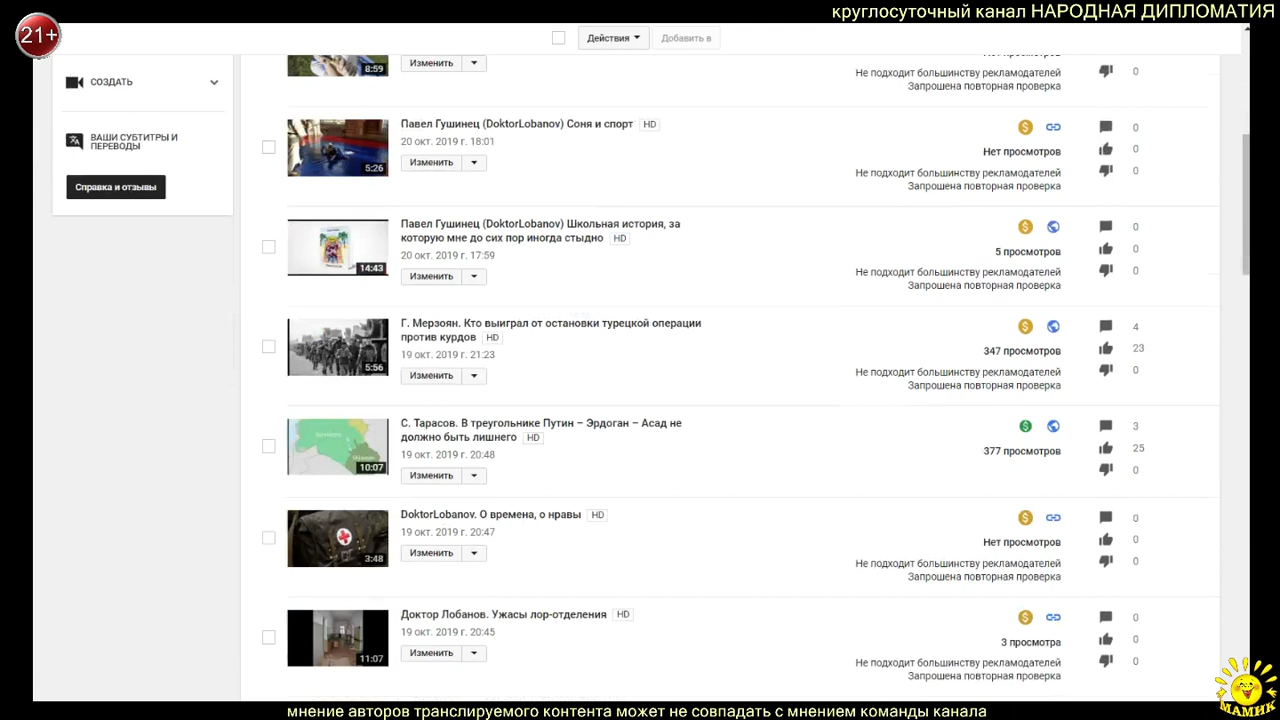 круглосуточный канал НАРОДНАЯ ДИПЛОМАТИЯ
21+
Действия
Добавить в
8:59
Изменить
Нет просмотров
Не подходит большинству рекламодателей
Запрошена повторная проверка
0
СОЗДАТЬ
ВАШИ СУБТИТРЫ И
ПЕРЕВОДЫ
Справка и отзывы
Павел Гушинец (DoktorLobanov) Соня и спорт HD
20 окт. 2019 г. 18:01
5:26
Изменить
Нет просмотров
Не подходит большинству рекламодателей
Запрошена повторная проверка
0
0
0
Павел Гушинец (DoktorLobanov) Школьная история, за
которую мне до сих пор иногда стыдно HD
20 окт. 2019 г. 17:59
14:43
Изменить
5 просмотров
Не подходит большинству рекламодателей
Запрошена повторная проверка
0
0
0
Г. Мерзоян. Кто выиграл от остановки турецкой операции
против курдов HD
19 окт. 2019 г. 21:23
5:56
Изменить
347 просмотров
Не подходит большинству рекламодателей
Запрошена повторная проверка
4
23
0
С. Тарасов. В треугольнике Путин – Эрдоган – Асад не
должно быть лишнего HD
19 окт. 2019 г. 20:48
10:07
Изменить
377 просмотров
3
25
0
DoktorLobanov. О времена, о нравы HD
19 окт. 2019 г. 20:47
3:48
Изменить
Нет просмотров
Не подходит большинству рекламодателей
Запрошена повторная проверка
0
0
0
Доктор Лобанов. Ужасы лор-отделения HD
19 окт. 2019 г. 20:45
11:07
Изменить
3 просмотра
Не подходит большинству рекламодателей
Запрошена повторная проверка
0
0
0
МАМИК
мнение авторов транслируемого контента может не совпадать с мнением команды канала